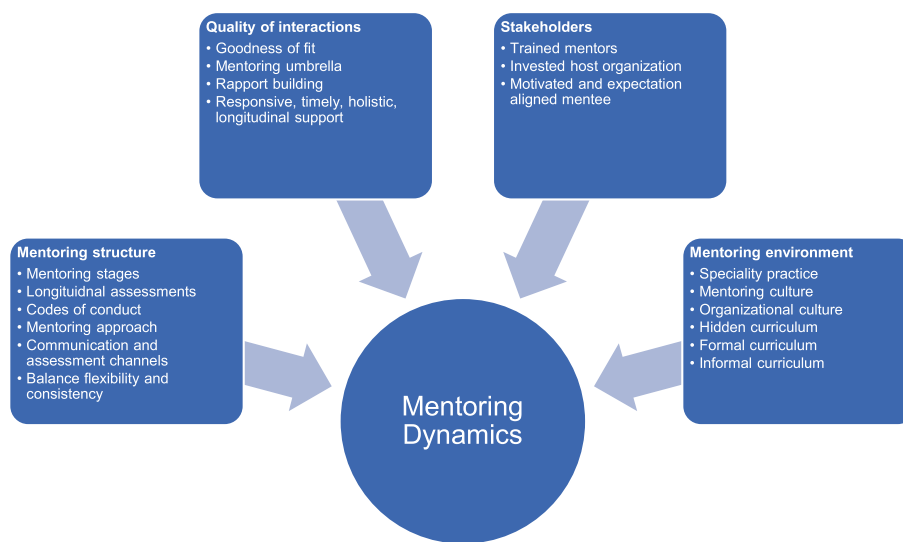 Quality of interactions
• Goodness of fit
• Mentoring umbrella
• Rapport building
• Responsive, timely, holistic,
longitudinal support
Stakeholders
• Trained mentors
• Invested host organization
• Motivated and expectation
aligned mentee
Mentoring structure
• Mentoring stages
• Longituidnal assessments
• Codes of conduct
• Mentoring approach
• Communication and
assessment channels
• Balance flexibility and
consistency
Mentoring environment
• Speciality practice
• Mentoring culture
• Organizational culture
• Hidden curriculum
• Formal curriculum
• Informal curriculum
Mentoring
Dynamics